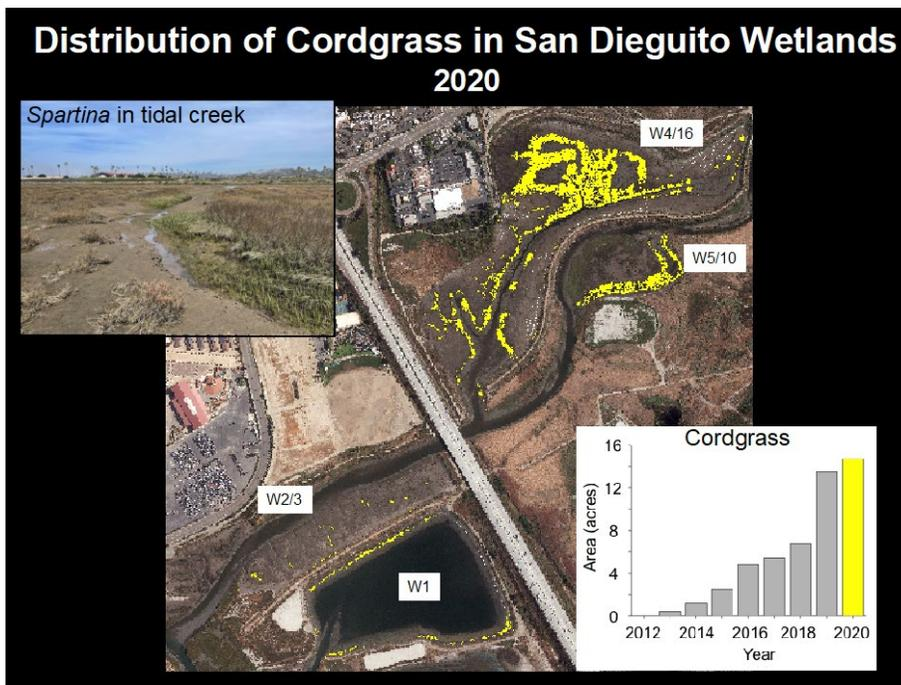 Distribution of Cordgrass in San Dieguito Wetlands
2020
Spartina in tidal creek
W4/16
W5/10
W2/3
W1
Cordgrass
Area (acres)
16
12
8
4
0
2012 2014 2016 2018 2020
Year